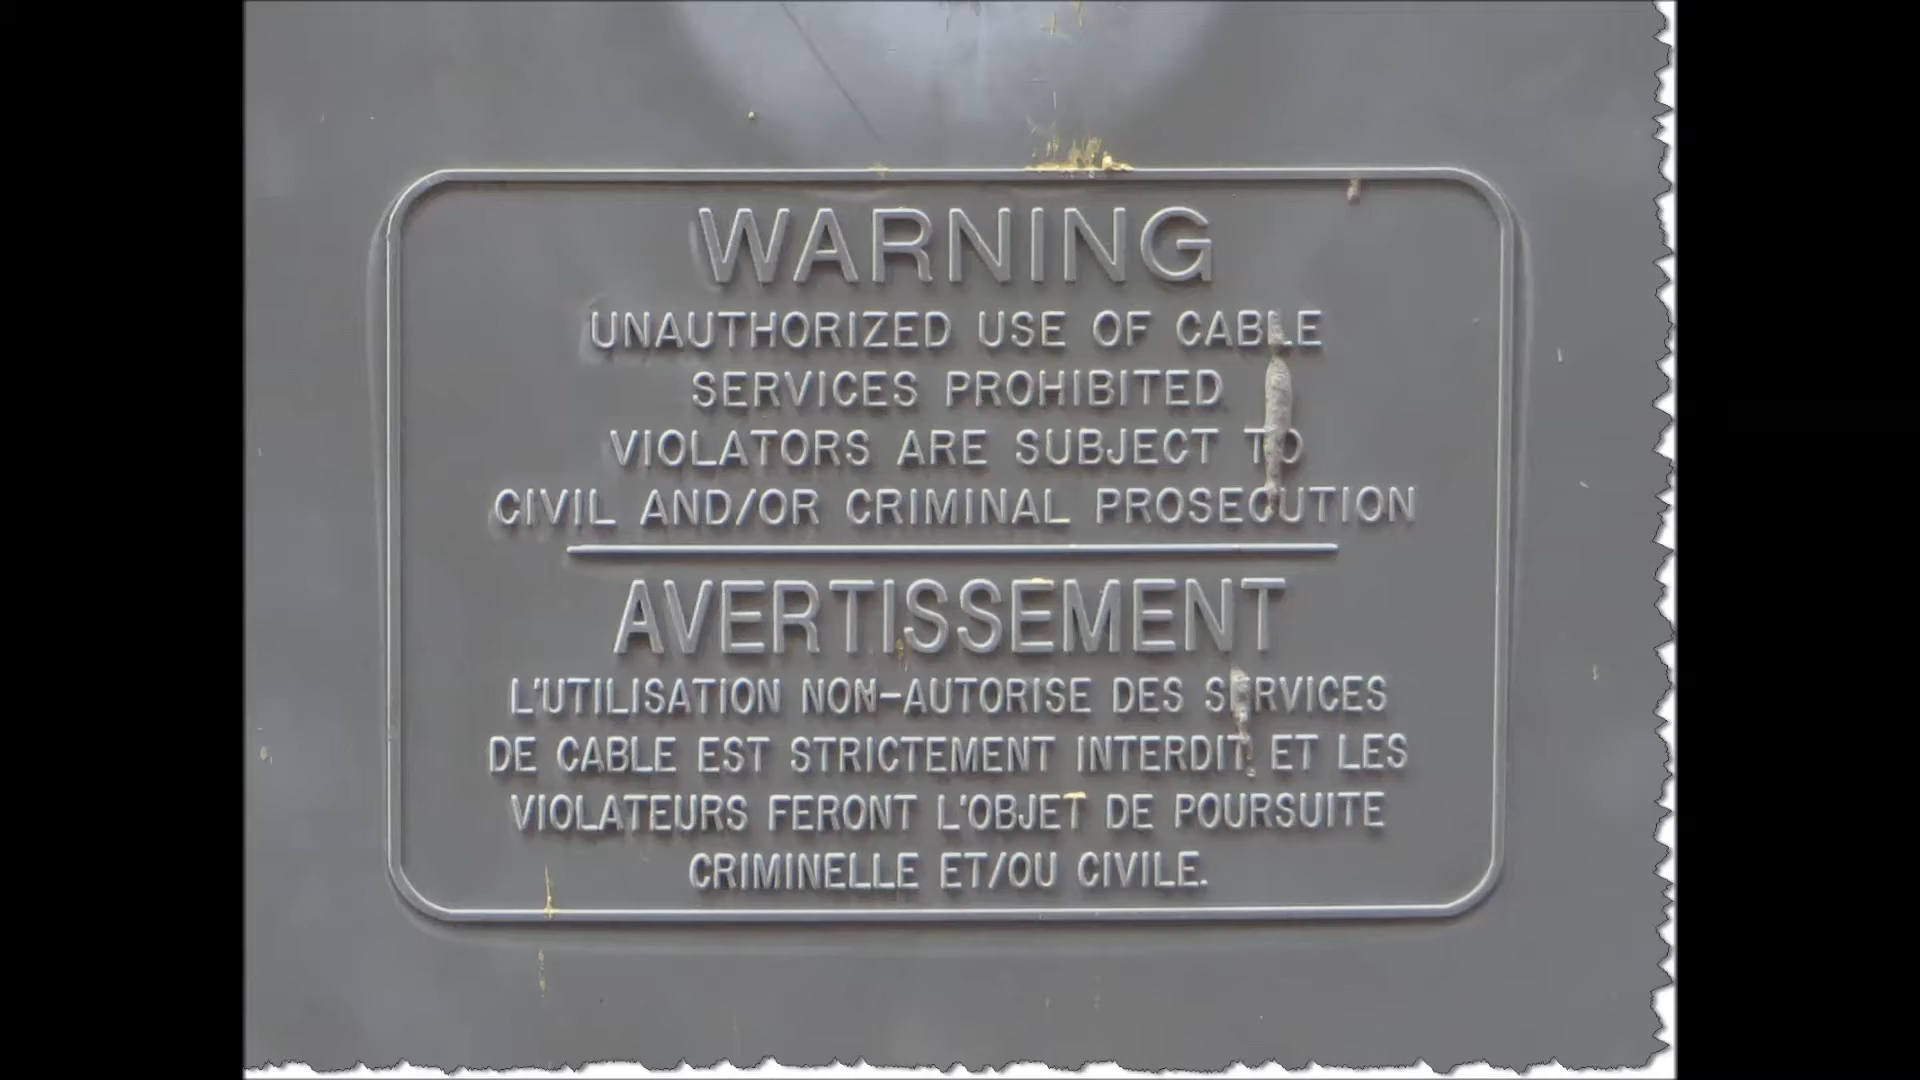 WARNING
UNAUTHORIZED USE OF CABLE
SERVICES PROHIBITED
VIOLATORS ARE SUBJECT TO
CIVIL AND/OR CRIMINAL PROSECUTION
AVERTISSEMENT
L'UTILISATION NON-AUTORISE DES SERVICES
DE CABLE EST STRICTEMENT INTERDIT ET LES
VIOLATEURS FERONT L'OBJET DE POURSUITE
CRIMINELLE ET/OU CIVILE.